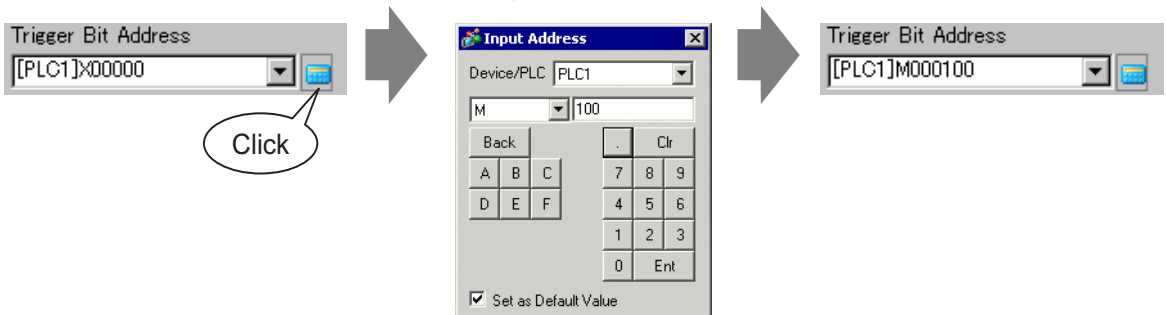 Trigger Bit Address
[PLC1]X00000
Click
Input Address
Device/PLC PLC1
M 100
Back . Clr
A B C 7 8 9
D E F 4 5 6
1 2 3
0 Ent
Set as Default Value
Trigger Bit Address
[PLC1]M000100